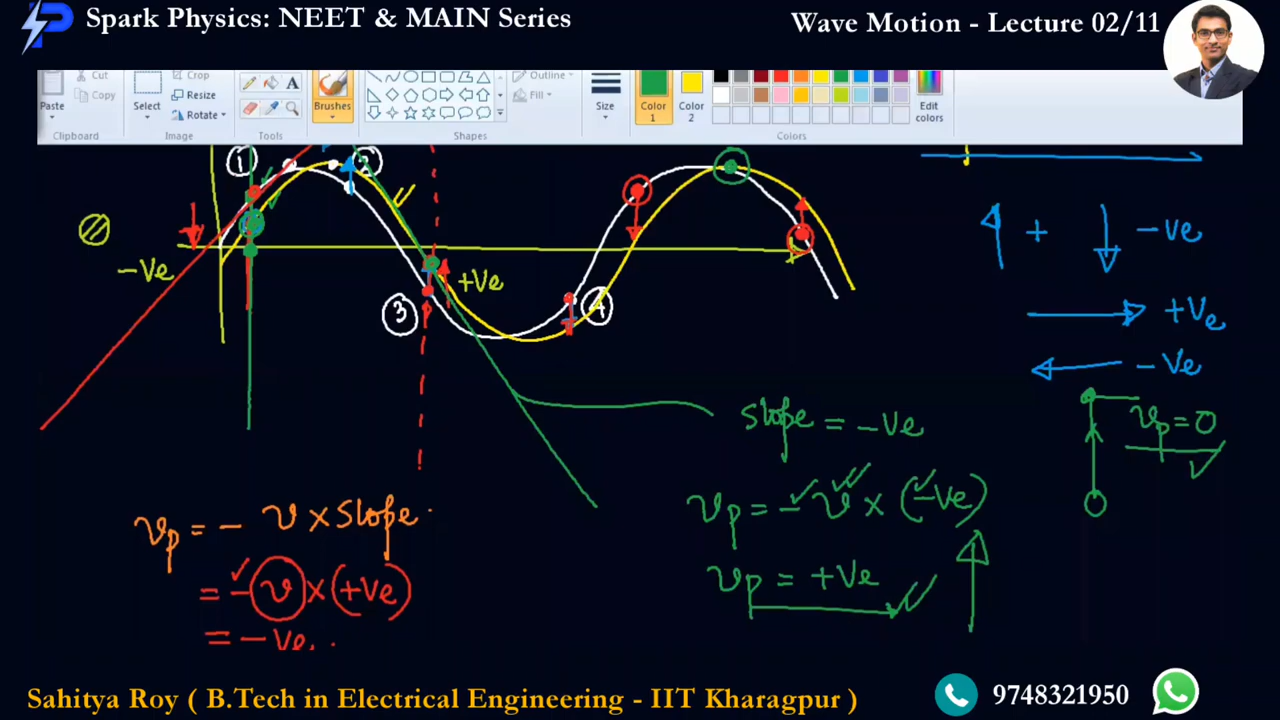 Spark Physics: NEET & MAIN Series
Wave Motion - Lecture 02/11
Paste
Cut
Copy
Clipboard
Select
Crop
Resize
Rotate
Image
A
Tools
Brushes
Outline
Fill
Shapes
Size
Color 1
Color 2
Edit colors
Colors
1
2
-ve
+ve
3
4
+ -ve
+Ve
-Ve
vp=0
slope = -ve
vp = -v × (-ve)
vp = +ve
vp = - v × slope
= -v × (+ve)
= -ve
Sahitya Roy ( B.Tech in Electrical Engineering - IIT Kharagpur )
9748321950